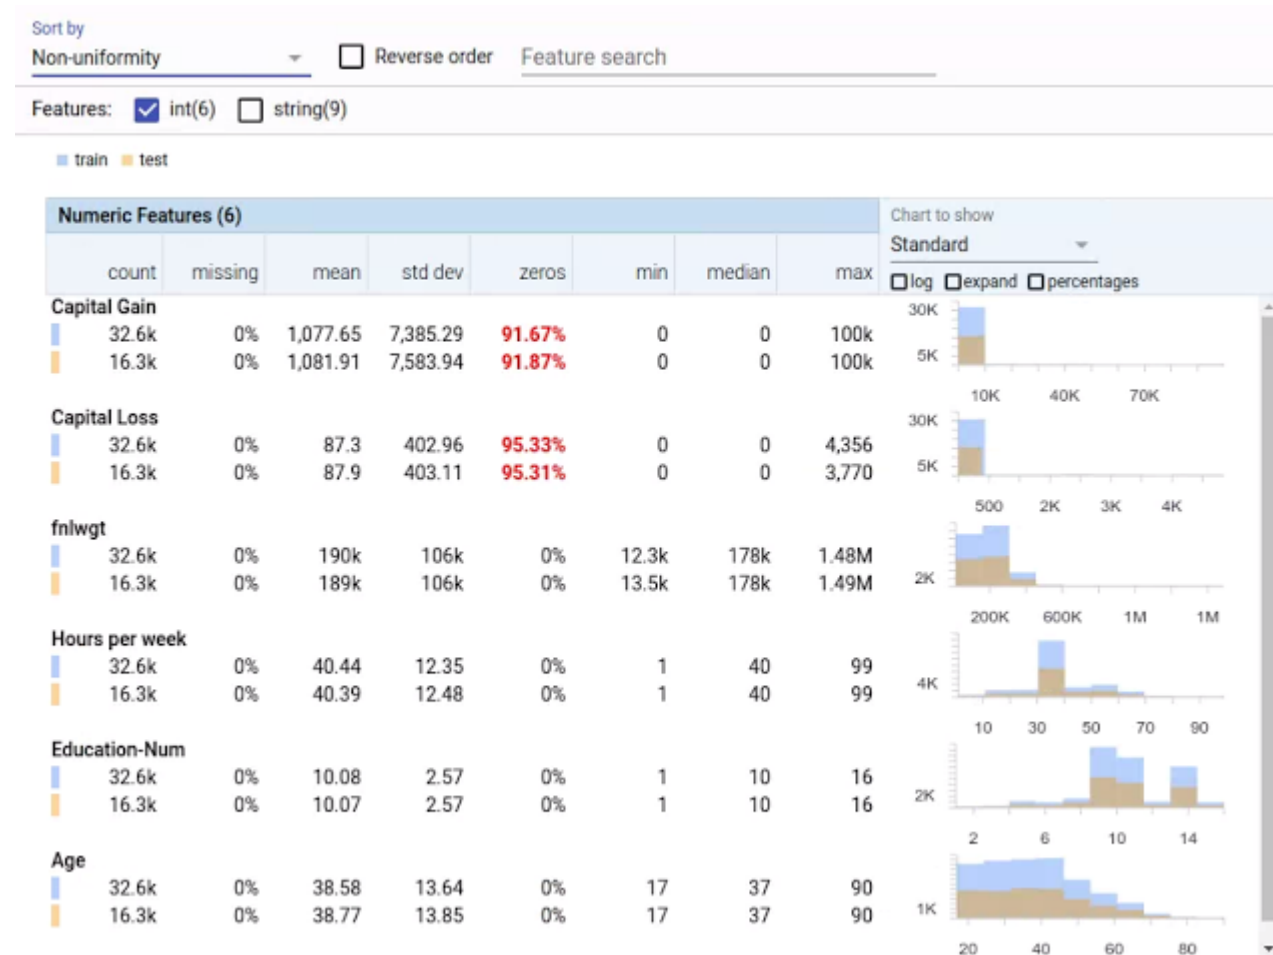 Sort by
Non-uniformity Reverse order Feature search
Features: int(6) string(9)
train test
Numeric Features (6) Chart to show
Standard
count missing mean std dev zeros min median max log expand percentages
Capital Gain 30K
32.6k 0% 1,077.65 7,385.29 91.67% 0 0 100k
16.3k 0% 1,081.91 7,583.94 91.87% 0 0 100k 5K
10K 40K 70K
Capital Loss 30K
32.6k 0% 87.3 402.96 95.33% 0 0 4,356
16.3k 0% 87.9 403.11 95.31% 0 0 3,770 5K
500 2K 3K 4K
fnlwgt
32.6k 0% 190k 106k 0% 12.3k 178k 1.48M
16.3k 0% 189k 106k 0% 13.5k 178k 1.49M 2K
200K 600K 1M 1M
Hours per week
32.6k 0% 40.44 12.35 0% 1 40 99
16.3k 0% 40.39 12.48 0% 1 40 99 4K
10 30 50 70 90
Education-Num
32.6k 0% 10.08 2.57 0% 1 10 16
16.3k 0% 10.07 2.57 0% 1 10 16 2K
2 6 10 14
Age
32.6k 0% 38.58 13.64 0% 17 37 90
16.3k 0% 38.77 13.85 0% 17 37 90 1K
20 40 60 80